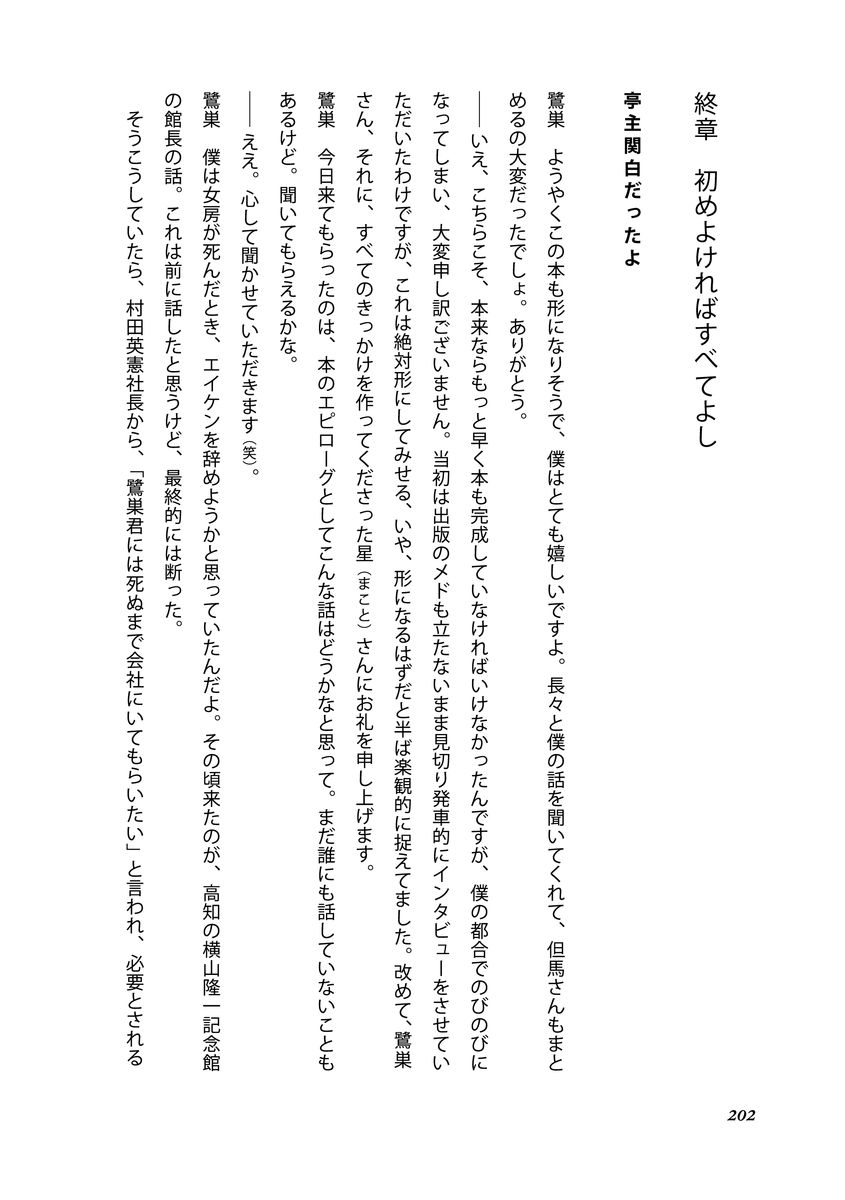 終章　初めよければすべてよし
亭主関白だったよ
鷺巣　ようやくこの本も形になりそうで、僕はとても嬉しいですよ。長々と僕の話を聞いてくれて、但馬さんもまと
めるの大変だったでしょ。ありがとう。
――いえ、こちらこそ、本来ならもっと早く本も完成していなければいけなかったんですが、僕の都合でのびのびに
なってしまい、大変申し訳ございません。当初は出版のメドも立たないまま見切り発車的にインタビューをさせてい
ただいたわけですが、これは絶対形にしてみせる、いや、形になるはずだと半ば楽観的に捉えてました。改めて、鷺巣
さん、それに、すべてのきっかけを作ってくださった星（まこと）さんにお礼を申し上げます。
鷺巣　今日来てもらったのは、本のエピローグとしてこんな話はどうかなと思って。まだ誰にも話していないことも
あるけど。聞いてもらえるかな。
――ええ。心して聞かせていただきます（笑）。
鷺巣　僕は女房が死んだとき、エイケンを辞めようかと思っていたんだよ。その頃来たのが、高知の横山隆一記念館
の館長の話。これは前に話したと思うけど、最終的には断った。
そうこうしていたら、村田英憲社長から、「鷺巣君には死ぬまで会社にいてもらいたい」と言われ、必要とされる
202